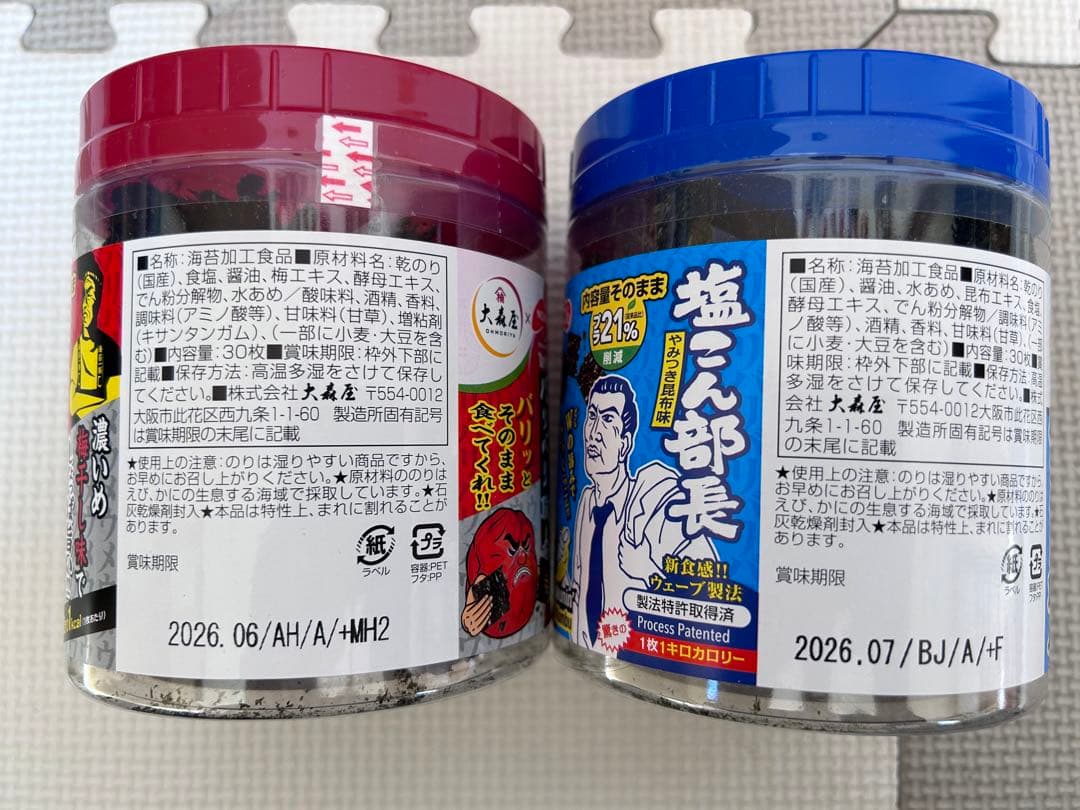 ■名称:海苔加工食品■原材料名:乾のり
(国産)、食塩、醤油、梅エキス、酵母エキス、
でん粉分解物、水あめ/酸味料、酒精、香料、
調味料(アミノ酸等)、甘味料(甘草)、増粘剤
(キサンタンガム)、(一部に小麦・大豆を含
む)■内容量:30枚■賞味期限:枠外下部に
記載■保存方法:高温多湿をさけて保存し
てください。■株式会社 大森屋 〒554-0012
大阪市此花区西九条1-1-60 製造所固有記号
は賞味期限の末尾に記載
★使用上の注意:のりは湿りやすい商品ですから、
お早めにお召し上がりください。★原材料ののりは
えび、かにの生息する海域で採取しています。★石
灰乾燥剤封入★本品は特性上、まれに割れることが
あります。
賞味期限
紙
ラベル
プラ
容器:PET
フタ:PP
2026.06/AH/A/+MH2
濃いめ
梅干し味で
大森屋
OHMORIYA
×
パリッと
そのまま
食べてくれ!!
内容量そのまま
プラ21%
削減
塩こん部長
やみつき昆布味
新食感!!
ウェーブ製法
製法特許取得済
Process Patented
驚きの
1枚1キロカロリー
■名称:海苔加工食品■原材料名:乾のり
(国産)、醤油、水あめ、昆布エキス、食塩、
酵母エキス、でん粉分解物/調味料(アミ
ノ酸等)、酒精、香料、甘味料(甘草)、(一部
に小麦・大豆を含む)■内容量:30枚■賞
味期限:枠外下部に記載■保存方法:高温
多湿をさけて保存してください。■株式
会社 大森屋 〒554-0012大阪市此花区西
九条1-1-60 製造所固有記号は賞味期限
の末尾に記載
★使用上の注意:のりは湿りやすい商品ですから、
お早めにお召し上がりください。★原材料ののりは
えび、かにの生息する海域で採取しています。★石
灰乾燥剤封入★本品は特性上、まれに割れることが
あります。
賞味期限
紙
ラベル
プラ
容器:PET
フタ:PP
2026.07/BJ/A/+F